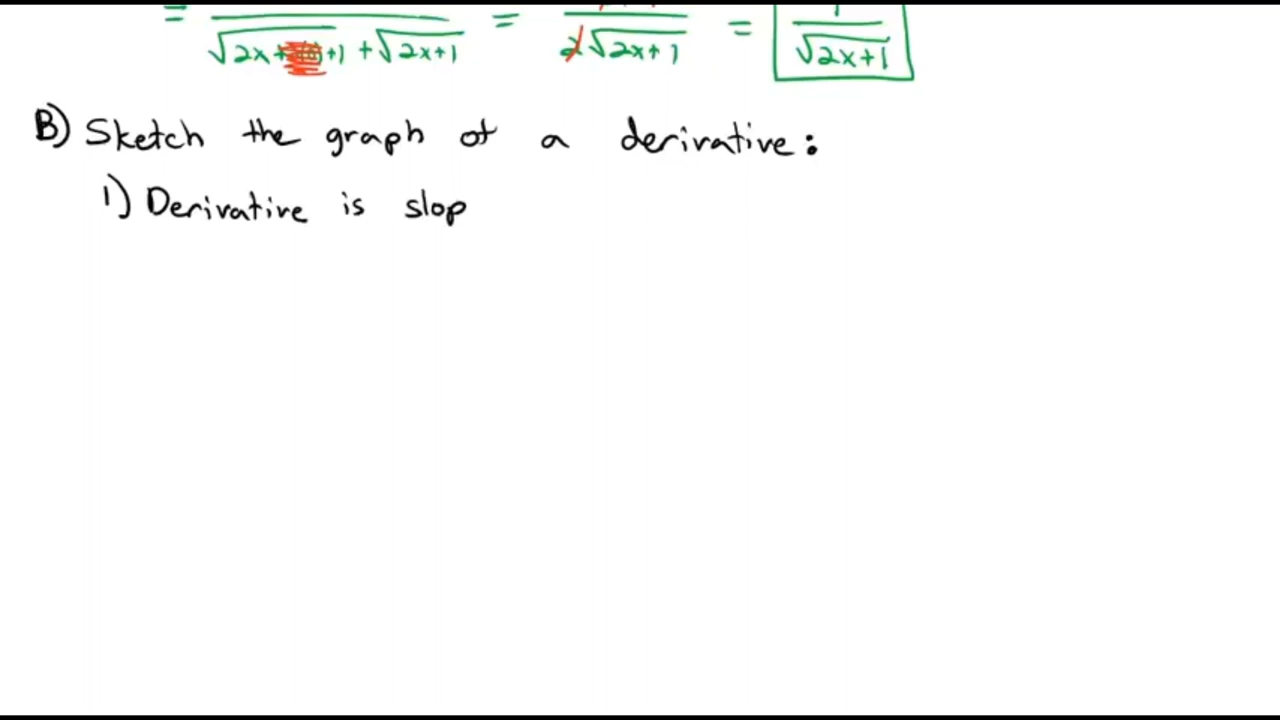 = ――― / √2x+ +1 + √2x+1 = / 2√2x+1 = 1 / √2x+1
B) Sketch the graph of a derivative:
1) Derivative is slop